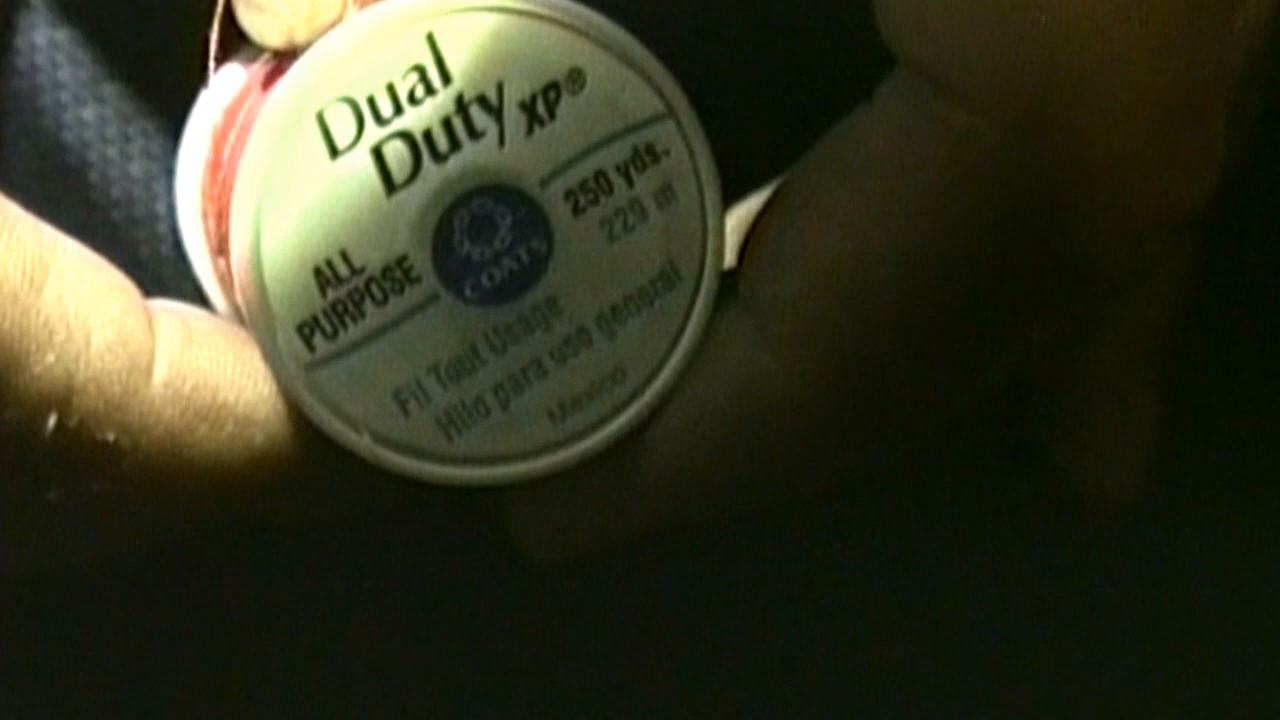 Dual
Duty XP®
250 yds.
229 m
ALL
PURPOSE
COATS
Fil Tout Usage
Hilo para uso general
Mexico